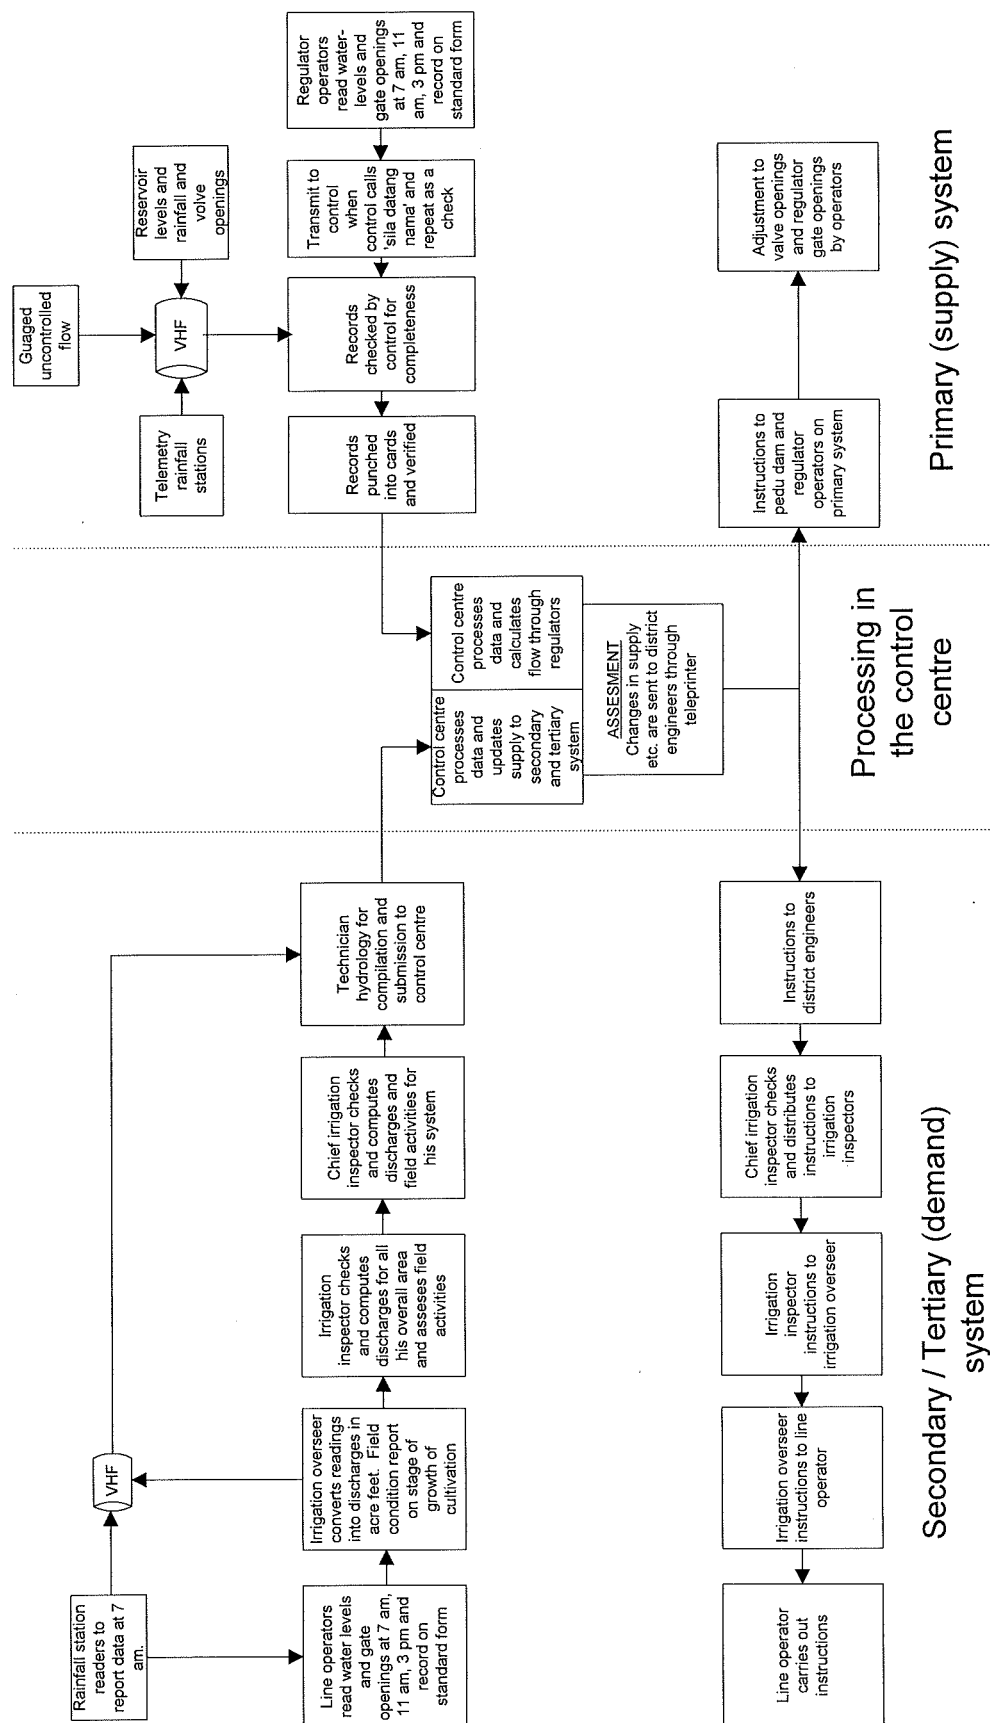 Rainfall station
readers to
report data at 7
am.
VHF
Line operators
read water levels
and gate
openings at 7 am,
11 am, 3 pm and
record on
standard form
Irrigation overseer
converts readings
into discharges in
acre feet. Field
condition report
on stage of
growth of
cultivation
Irrigation
inspector checks
and computes
discharges for all
his overall area
and asseses field
activities
Chief irrigation
inspector checks
and computes
discharges and
field activities for
his system
Technician
hydrology for
compilation and
submission to
control centre
Control centre
processes
data and
updates
supply to
secondary
and tertiary
system
Control centre
processes
data and
calculates
flow through
regulators
ASSESMENT
Changes in supply
etc. are sent to district
engineers through
teleprinter
Telemetry
rainfall
stations
Guaged
uncontrolled
flow
VHF
Reservoir
levels and
rainfall and
volve
openings
Records
punched
into cards
and verified
Records
checked by
control for
completeness
Transmit to
control
when
control calls
'sila datang
nama' and
repeat as a
check
Regulator
operators
read water-
levels and
gate openings
at 7 am, 11
am, 3 pm and
record on
standard form
Line operator
carries out
instructions
Irrigation overseer
instructions to line
operator
Irrigation
inspector
instructions to
irrigation overseer
Chief irrigation
inspector checks
and distributes
instructions to
irrigation
inspectors
Instructions to
district engineers
Instructions to
pedu dam and
regulator
operators on
primary system
Adjustment to
valve openings
and regulator
gate openings
by operators
Secondary / Tertiary (demand)
system
Processing in
the control
centre
Primary (supply) system